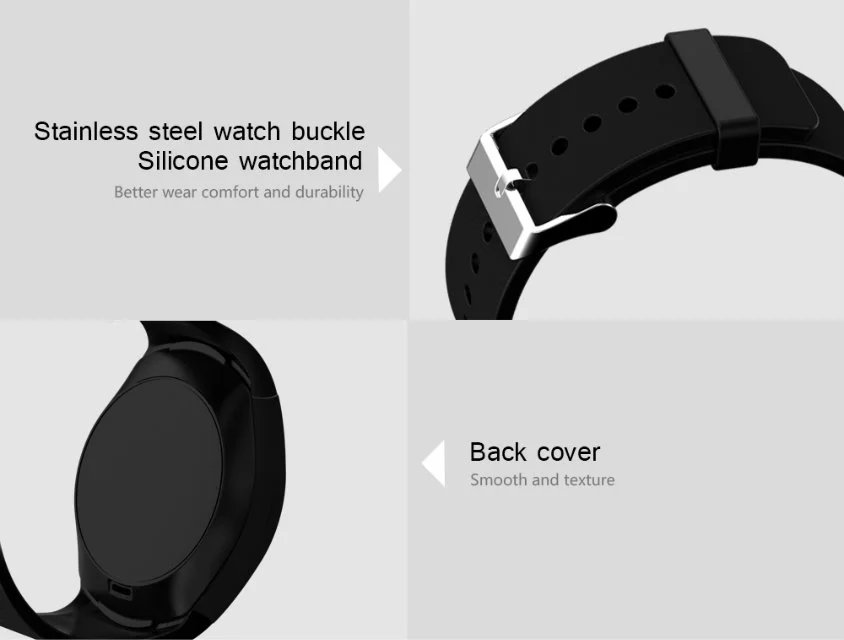 Stainless steel watch buckle
Silicone watchband
Better wear comfort and durability
Back cover
Smooth and texture